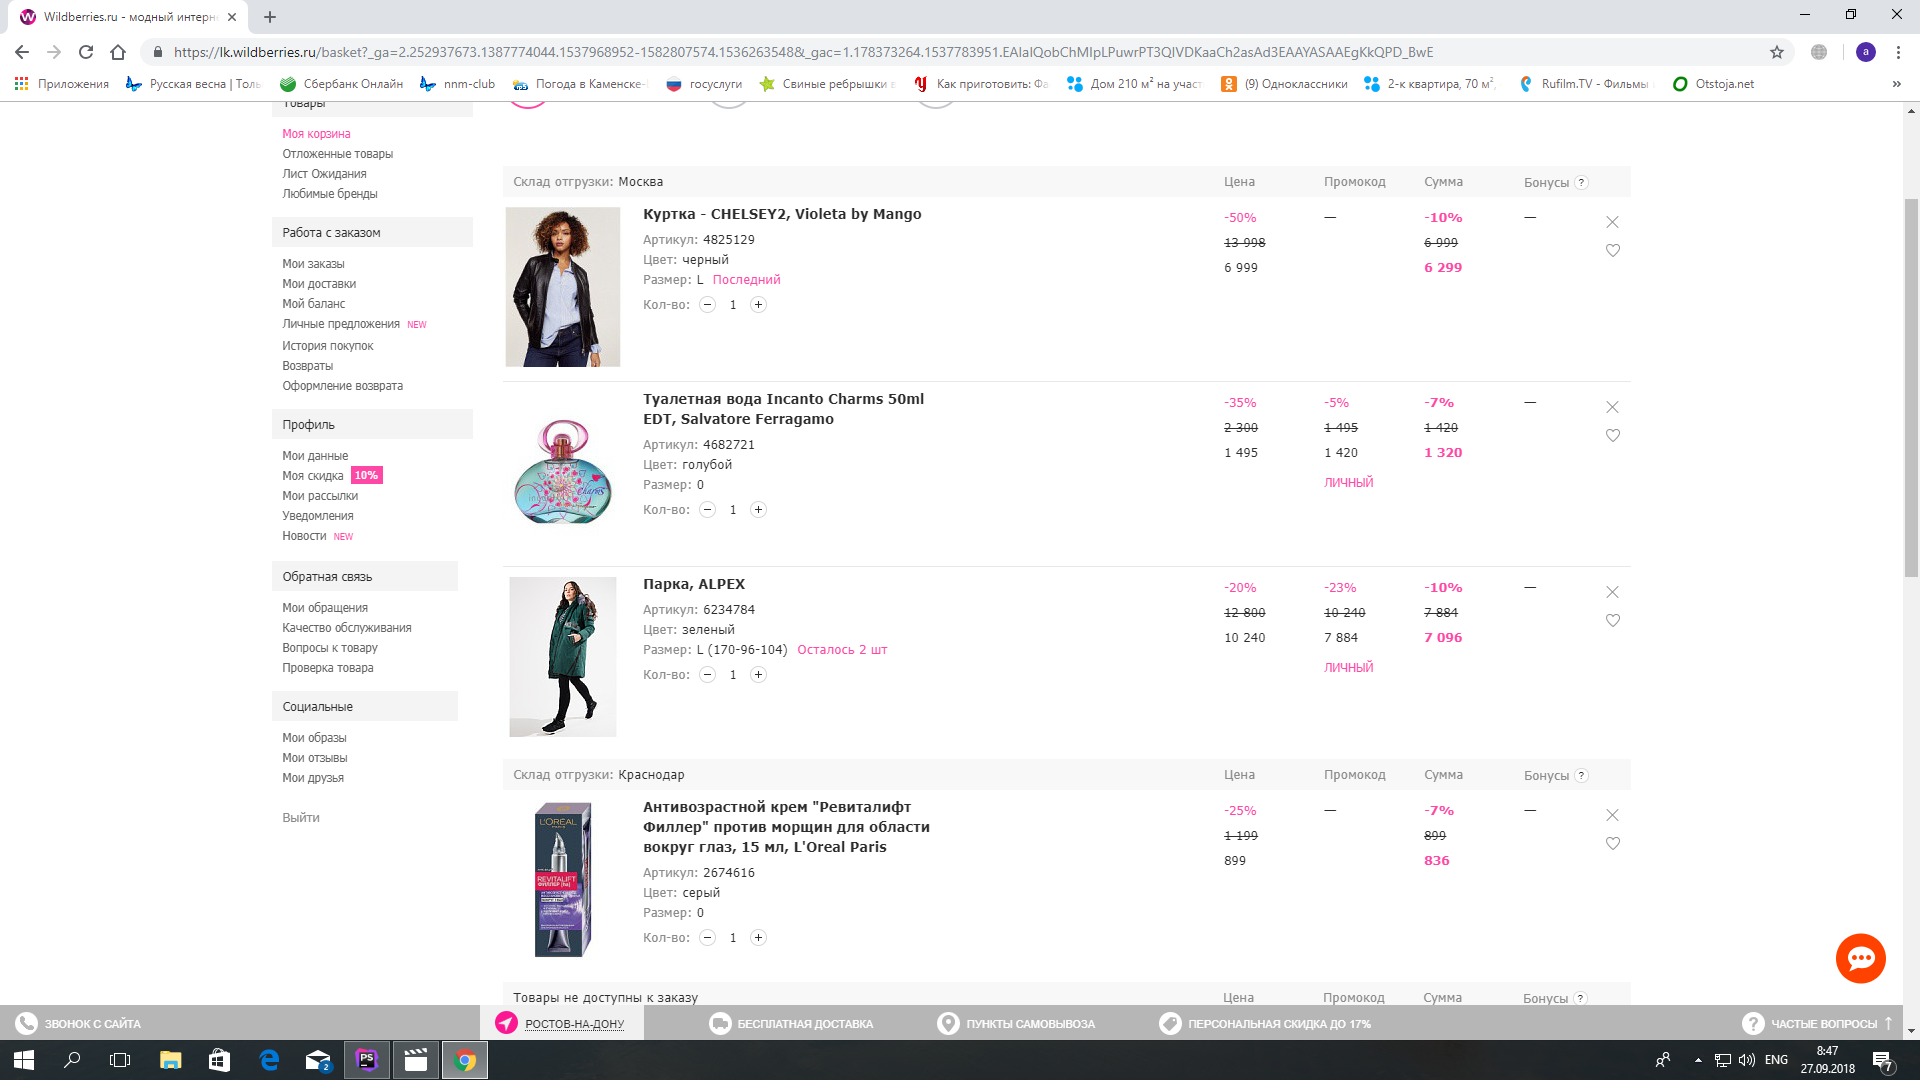 Wildberries.ru - модный интерн
https://lk.wildberries.ru/basket?_ga=2.252937673.1387774044.1537968952-1582807574.1536263548&_gac=1.178373264.1537783951.EAIaIQobChMIpLPuwrPT3QIVDKaaCh2asAd3EAAYASAAEgKkQPD_BwE
a
Приложения Русская весна | Толь Сбербанк Онлайн nnm-club Погода в Каменске- госуслуги Свиные ребрышки в Как приготовить: Фа Дом 210 м² на участ (9) Одноклассники 2-к квартира, 70 м², Rufilm.TV - Фильмы Otstoja.net »
Товары
Моя корзина
Отложенные товары
Лист Ожидания
Любимые бренды
Работа с заказом
Мои заказы
Мои доставки
Мой баланс
Личные предложения NEW
История покупок
Возвраты
Оформление возврата
Профиль
Мои данные
Моя скидка 10%
Мои рассылки
Уведомления
Новости NEW
Обратная связь
Мои обращения
Качество обслуживания
Вопросы к товару
Проверка товара
Социальные
Мои образы
Мои отзывы
Мои друзья
Выйти
Склад отгрузки: Москва Цена Промокод Сумма Бонусы ?
Куртка - CHELSEY2, Violeta by Mango
Артикул: 4825129
Цвет: черный
Размер: L Последний
Кол-во: − 1 +
-50% — -10% —
13 998 6 999
6 999 6 299
Туалетная вода Incanto Charms 50ml
EDT, Salvatore Ferragamo
Артикул: 4682721
Цвет: голубой
Размер: 0
Кол-во: − 1 +
-35% -5% -7% —
2 300 1 495 1 420
1 495 1 420 1 320
ЛИЧНЫЙ
Charms
Парка, ALPEX
Артикул: 6234784
Цвет: зеленый
Размер: L (170-96-104) Осталось 2 шт
Кол-во: − 1 +
-20% -23% -10% —
12 800 10 240 7 884
10 240 7 884 7 096
ЛИЧНЫЙ
Склад отгрузки: Краснодар Цена Промокод Сумма Бонусы ?
Антивозрастной крем "Ревиталифт
Филлер" против морщин для области
вокруг глаз, 15 мл, L'Oreal Paris
Артикул: 2674616
Цвет: серый
Размер: 0
Кол-во: − 1 +
-25% — -7% —
1 199 899
899 836
L'ORÉAL
REVITALIFT
Товары не доступны к заказу Цена Промокод Сумма Бонусы ?
ЗВОНОК С САЙТА РОСТОВ-НА-ДОНУ БЕСПЛАТНАЯ ДОСТАВКА ПУНКТЫ САМОВЫВОЗА ПЕРСОНАЛЬНАЯ СКИДКА ДО 17% ? ЧАСТЫЕ ВОПРОСЫ ↑
2 PS ENG 8:47
27.09.2018 7